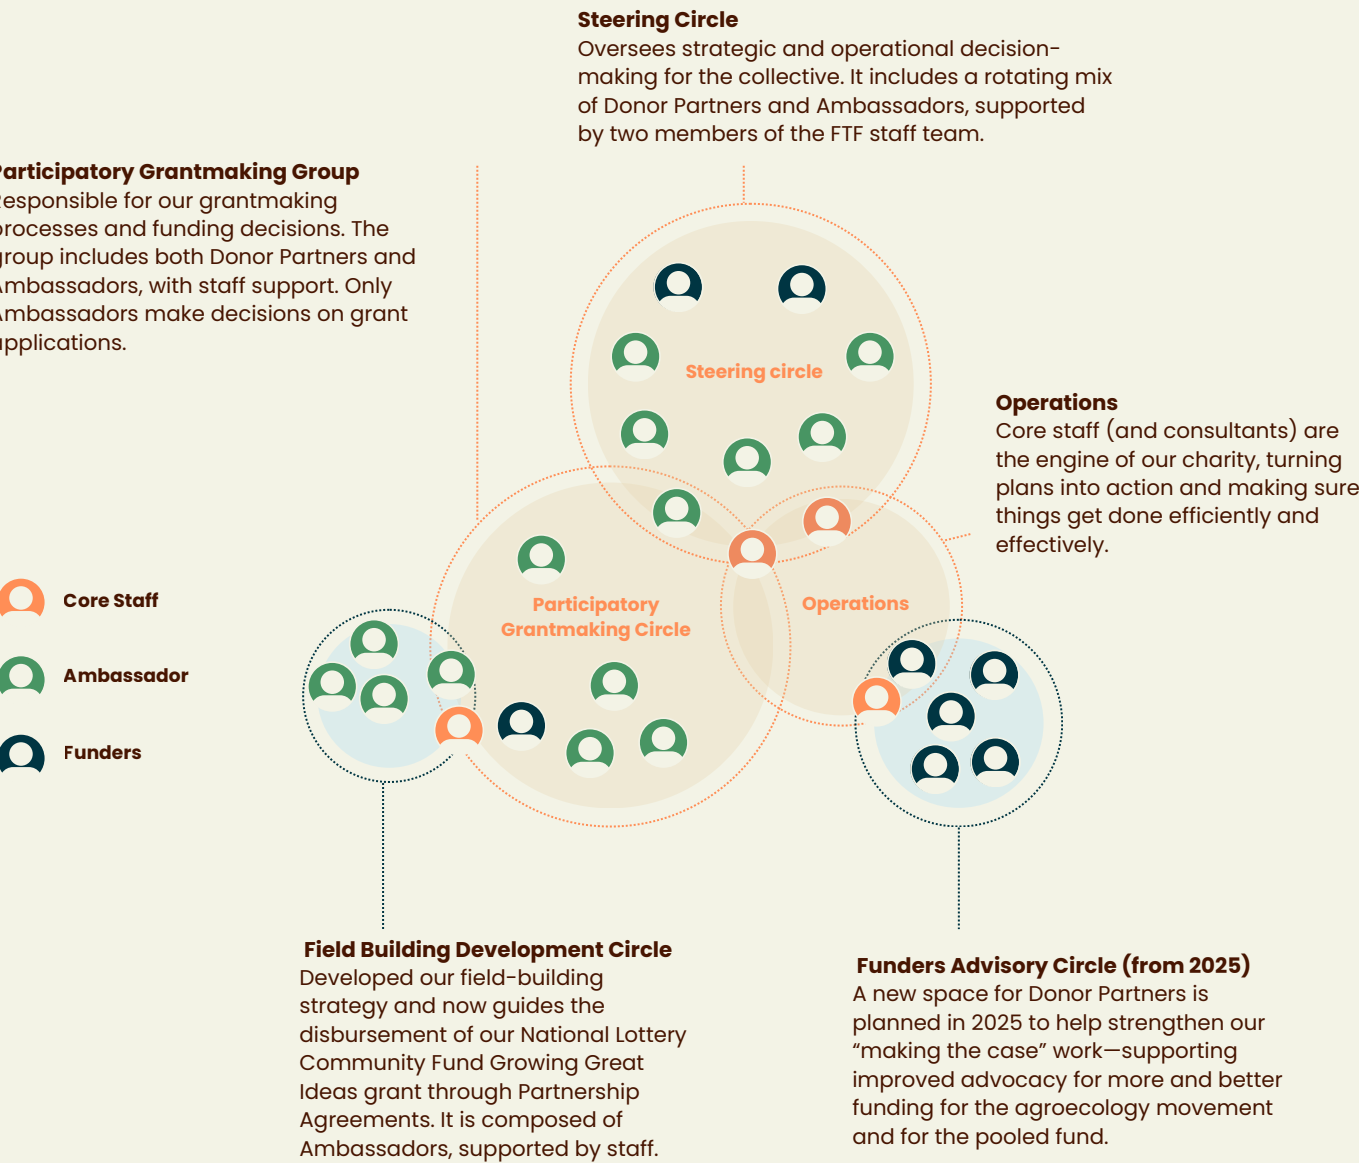 Steering Circle
Oversees strategic and operational decision-
making for the collective. It includes a rotating mix
of Donor Partners and Ambassadors, supported
by two members of the FTF staff team.
Participatory Grantmaking Group
Responsible for our grantmaking
processes and funding decisions. The
group includes both Donor Partners and
Ambassadors, with staff support. Only
Ambassadors make decisions on grant
applications.
Steering circle
Operations
Core staff (and consultants) are
the engine of our charity, turning
plans into action and making sure
things get done efficiently and
effectively.
Participatory
Grantmaking Circle
Operations
Core Staff
Ambassador
Funders
Field Building Development Circle
Developed our field-building
strategy and now guides the
disbursement of our National Lottery
Community Fund Growing Great
Ideas grant through Partnership
Agreements. It is composed of
Ambassadors, supported by staff.
Funders Advisory Circle (from 2025)
A new space for Donor Partners is
planned in 2025 to help strengthen our
“making the case” work—supporting
improved advocacy for more and better
funding for the agroecology movement
and for the pooled fund.